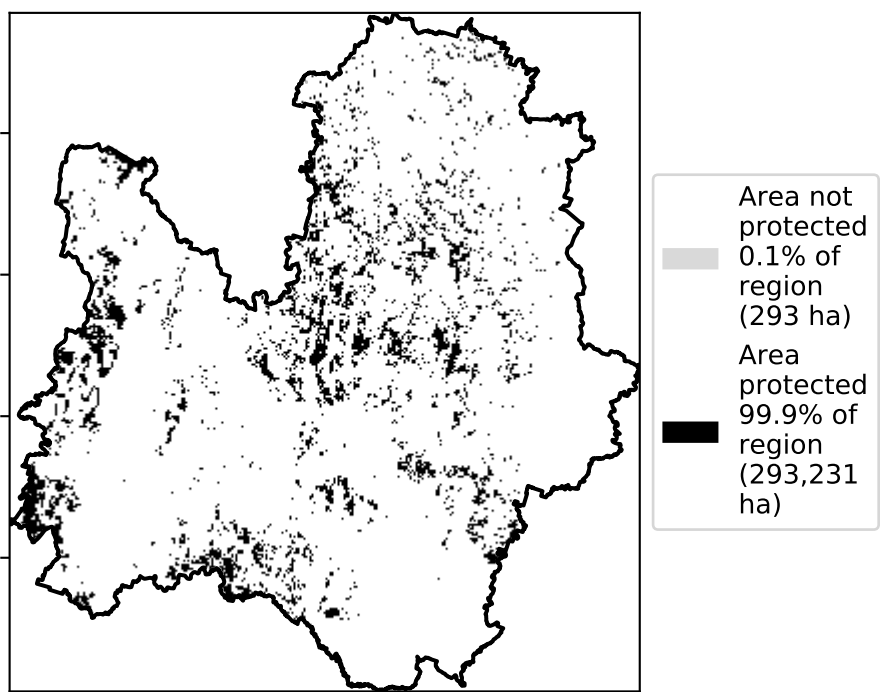 Area not
protected
0.1% of
region
(293 ha)
Area
protected
99.9% of
region
(293,231
ha)